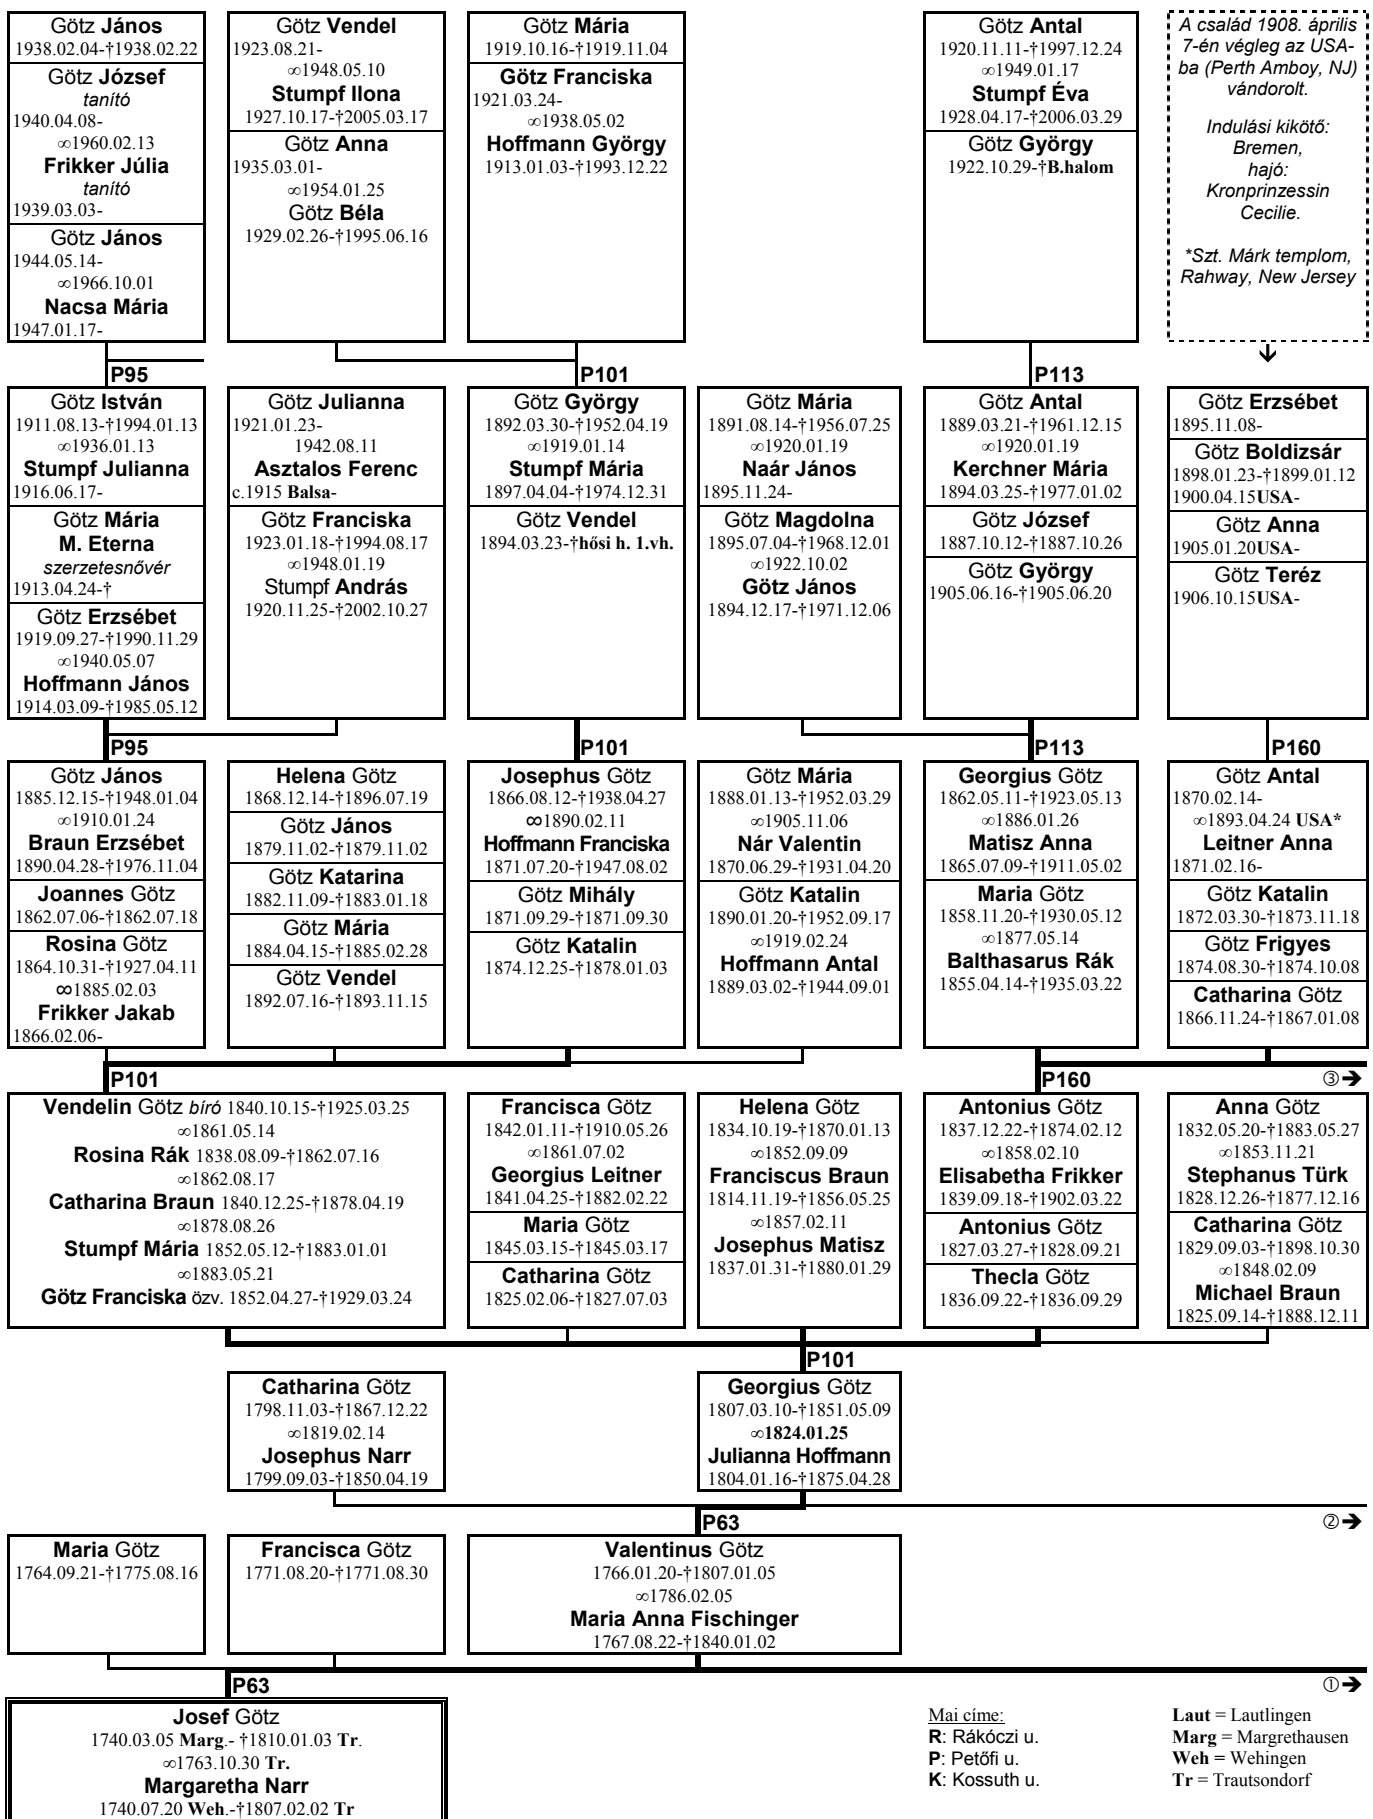 Götz János
1938.02.04-†1938.02.22
Götz József
tanító
1940.04.08-
∞1960.02.13
Frikker Júlia
tanító
1939.03.03-
Götz János
1944.05.14-
∞1966.10.01
Nacsa Mária
1947.01.17-
Götz Vendel
1923.08.21-
∞1948.05.10
Stumpf Ilona
1927.10.17-†2005.03.17
Götz Anna
1935.03.01-
∞1954.01.25
Götz Béla
1929.02.26-†1995.06.16
Götz Mária
1919.10.16-†1919.11.04
Götz Franciska
1921.03.24-
∞1938.05.02
Hoffmann György
1913.01.03-†1993.12.22
Götz Antal
1920.11.11-†1997.12.24
∞1949.01.17
Stumpf Éva
1928.04.17-†2006.03.29
Götz György
1922.10.29-†B.halom
A család 1908. április
7-én végleg az USA-
ba (Perth Amboy, NJ)
vándorolt.
Indulási kikötő:
Bremen,
hajó:
Kronprinzessin
Cecilie.
*Szt. Márk templom,
Rahway, New Jersey
P95
P101
P113
Götz István
1911.08.13-†1994.01.13
∞1936.01.13
Stumpf Julianna
1916.06.17-
Götz Mária
M. Eterna
szerzetesnővér
1913.04.24-†
Götz Erzsébet
1919.09.27-†1990.11.29
∞1940.05.07
Hoffmann János
1914.03.09-†1985.05.12
Götz Julianna
1921.01.23-
1942.08.11
Asztalos Ferenc
c.1915 Balsa-
Götz Franciska
1923.01.18-†1994.08.17
∞1948.01.19
Stumpf András
1920.11.25-†2002.10.27
Götz György
1892.03.30-†1952.04.19
∞1919.01.14
Stumpf Mária
1897.04.04-†1974.12.31
Götz Vendel
1894.03.23-†hősi h. 1.vh.
Götz Mária
1891.08.14-†1956.07.25
∞1920.01.19
Naár János
1895.11.24-
Götz Magdolna
1895.07.04-†1968.12.01
∞1922.10.02
Götz János
1894.12.17-†1971.12.06
Götz Antal
1889.03.21-†1961.12.15
∞1920.01.19
Kerchner Mária
1894.03.25-†1977.01.02
Götz József
1887.10.12-†1887.10.26
Götz György
1905.06.16-†1905.06.20
Götz Erzsébet
1895.11.08-
Götz Boldizsár
1898.01.23-†1899.01.12
1900.04.15USA-
Götz Anna
1905.01.20USA-
Götz Teréz
1906.10.15USA-
P95
P101
P113
P160
Götz János
1885.12.15-†1948.01.04
∞1910.01.24
Braun Erzsébet
1890.04.28-†1976.11.04
Joannes Götz
1862.07.06-†1862.07.18
Rosina Götz
1864.10.31-†1927.04.11
∞1885.02.03
Frikker Jakab
1866.02.06-
Helena Götz
1868.12.14-†1896.07.19
Götz János
1879.11.02-†1879.11.02
Götz Katarina
1882.11.09-†1883.01.18
Götz Mária
1884.04.15-†1885.02.28
Götz Vendel
1892.07.16-†1893.11.15
Josephus Götz
1866.08.12-†1938.04.27
∞1890.02.11
Hoffmann Franciska
1871.07.20-†1947.08.02
Götz Mihály
1871.09.29-†1871.09.30
Götz Katalin
1874.12.25-†1878.01.03
Götz Mária
1888.01.13-†1952.03.29
∞1905.11.06
Nár Valentin
1870.06.29-†1931.04.20
Götz Katalin
1890.01.20-†1952.09.17
∞1919.02.24
Hoffmann Antal
1889.03.02-†1944.09.01
Georgius Götz
1862.05.11-†1923.05.13
∞1886.01.26
Matisz Anna
1865.07.09-†1911.05.02
Maria Götz
1858.11.20-†1930.05.12
∞1877.05.14
Balthasarus Rák
1855.04.14-†1935.03.22
Götz Antal
1870.02.14-
∞1893.04.24 USA*
Leitner Anna
1871.02.16-
Götz Katalin
1872.03.30-†1873.11.18
Götz Frigyes
1874.08.30-†1874.10.08
Catharina Götz
1866.11.24-†1867.01.08
P101
P160
③➔
Vendelin Götz bíró 1840.10.15-†1925.03.25
∞1861.05.14
Rosina Rák 1838.08.09-†1862.07.16
∞1862.08.17
Catharina Braun 1840.12.25-†1878.04.19
∞1878.08.26
Stumpf Mária 1852.05.12-†1883.01.01
∞1883.05.21
Götz Franciska özv. 1852.04.27-†1929.03.24
Francisca Götz
1842.01.11-†1910.05.26
∞1861.07.02
Georgius Leitner
1841.04.25-†1882.02.22
Maria Götz
1845.03.15-†1845.03.17
Catharina Götz
1825.02.06-†1827.07.03
Helena Götz
1834.10.19-†1870.01.13
∞1852.09.09
Franciscus Braun
1814.11.19-†1856.05.25
∞1857.02.11
Josephus Matisz
1837.01.31-†1880.01.29
Antonius Götz
1837.12.22-†1874.02.12
∞1858.02.10
Elisabetha Frikker
1839.09.18-†1902.03.22
Antonius Götz
1827.03.27-†1828.09.21
Thecla Götz
1836.09.22-†1836.09.29
Anna Götz
1832.05.20-†1883.05.27
∞1853.11.21
Stephanus Türk
1828.12.26-†1877.12.16
Catharina Götz
1829.09.03-†1898.10.30
∞1848.02.09
Michael Braun
1825.09.14-†1888.12.11
P101
Catharina Götz
1798.11.03-†1867.12.22
∞1819.02.14
Josephus Narr
1799.09.03-†1850.04.19
Georgius Götz
1807.03.10-†1851.05.09
∞1824.01.25
Julianna Hoffmann
1804.01.16-†1875.04.28
P63
②➔
Maria Götz
1764.09.21-†1775.08.16
Francisca Götz
1771.08.20-†1771.08.30
Valentinus Götz
1766.01.20-†1807.01.05
∞1786.02.05
Maria Anna Fischinger
1767.08.22-†1840.01.02
P63
①➔
Josef Götz
1740.03.05 Marg.- †1810.01.03 Tr.
∞1763.10.30 Tr.
Margaretha Narr
1740.07.20 Weh.-†1807.02.02 Tr
Mai címe:
R: Rákóczi u.
P: Petőfi u.
K: Kossuth u.
Laut = Lautlingen
Marg = Margrethausen
Weh = Wehingen
Tr = Trautsondorf